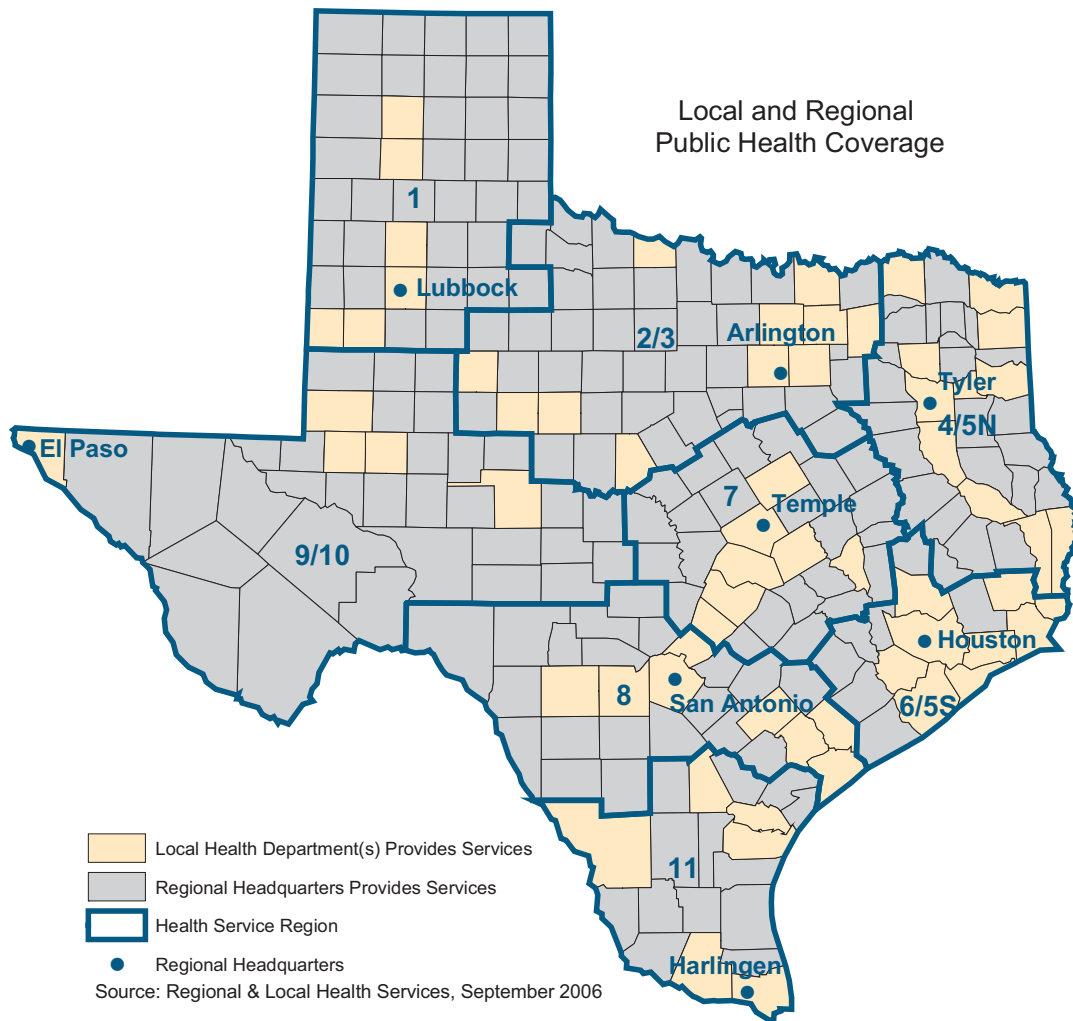 Local and Regional
Public Health Coverage
1
Lubbock
2/3
Arlington
Tyler
4/5N
El Paso
7
Temple
9/10
Houston
8
San Antonio
6/5S
11
Harlingen
Local Health Department(s) Provides Services
Regional Headquarters Provides Services
Health Service Region
Regional Headquarters
Source: Regional & Local Health Services, September 2006